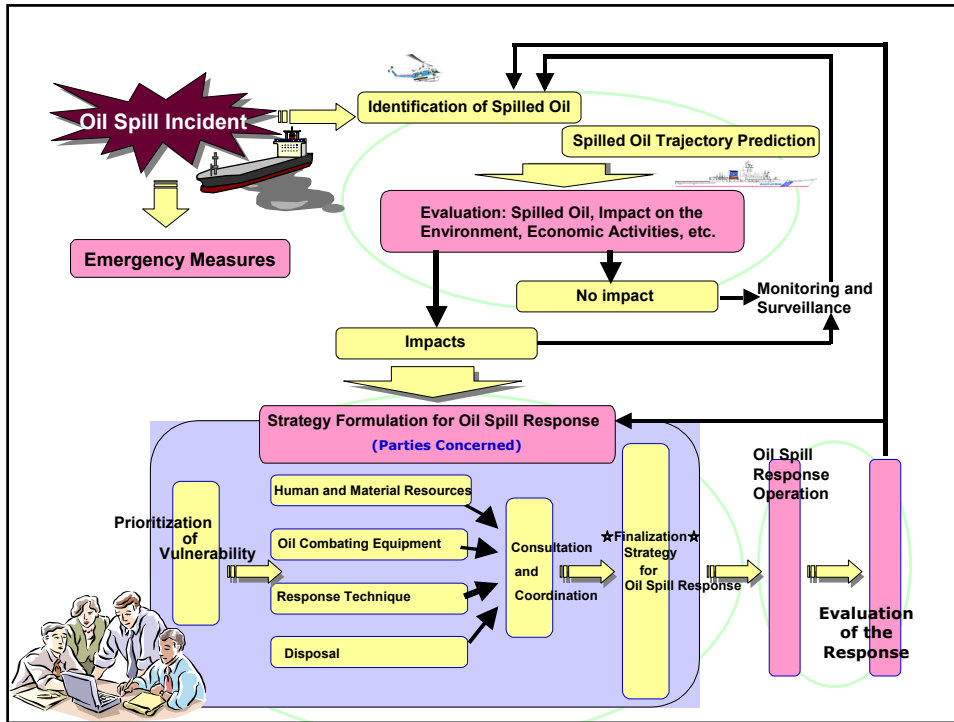 Oil Spill Incident
Identification of Spilled Oil
Spilled Oil Trajectory Prediction
Evaluation: Spilled Oil, Impact on the
Environment, Economic Activities, etc.
Emergency Measures
No impact
Monitoring and
Surveillance
Impacts
Strategy Formulation for Oil Spill Response
(Parties Concerned)
Prioritization
of
Vulnerability
Human and Material Resources
Oil Combating Equipment
Response Technique
Disposal
Consultation
and
Coordination
☆Finalization☆
Strategy
for
Oil Spill Response
Oil Spill
Response
Operation
Evaluation
of the
Response